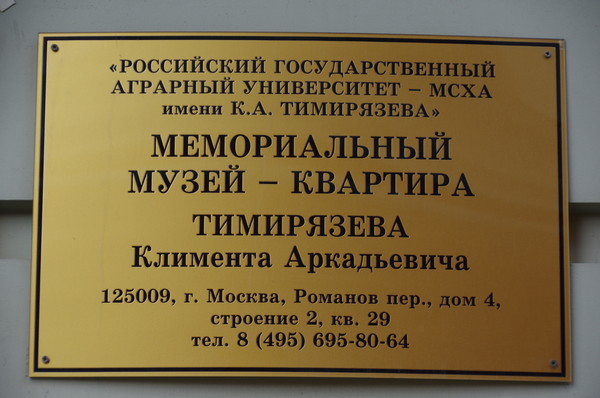 «РОССИЙСКИЙ ГОСУДАРСТВЕННЫЙ
АГРАРНЫЙ УНИВЕРСИТЕТ – МСХА
имени К.А. ТИМИРЯЗЕВА»
МЕМОРИАЛЬНЫЙ
МУЗЕЙ – КВАРТИРА
ТИМИРЯЗЕВА
Климента Аркадьевича
125009, г. Москва, Романов пер., дом 4,
строение 2, кв. 29
тел. 8 (495) 695-80-64